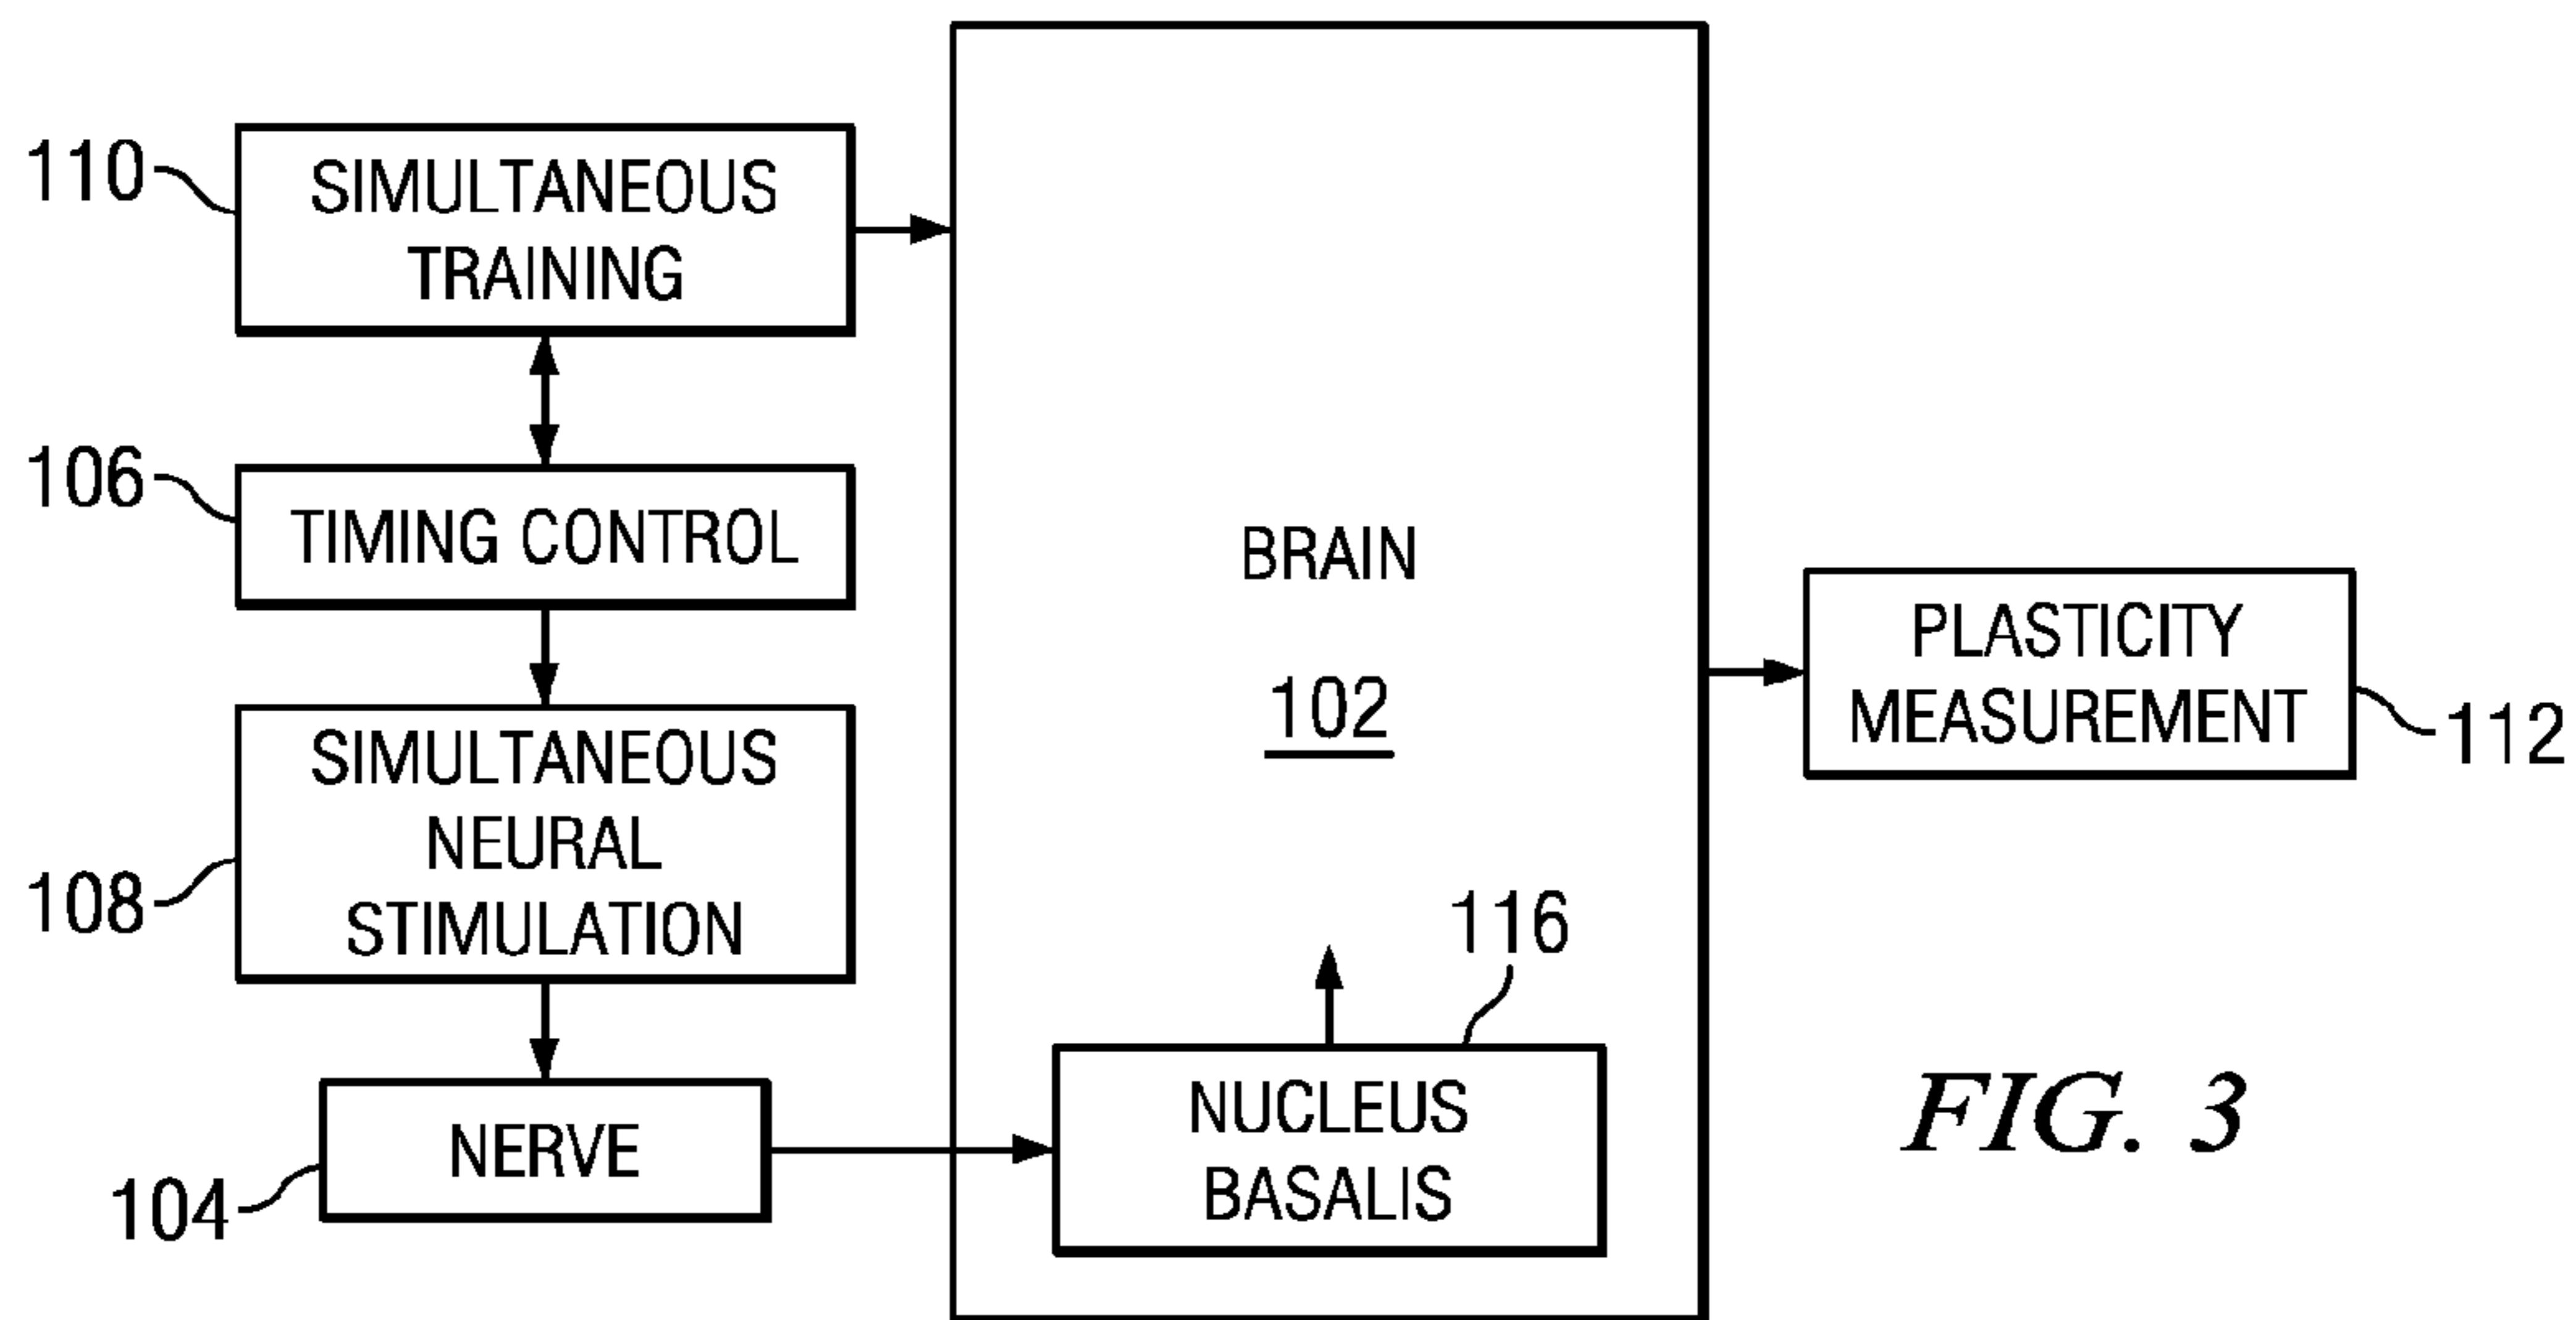 110
SIMULTANEOUS
TRAINING
106
TIMING CONTROL
108
SIMULTANEOUS
NEURAL
STIMULATION
104
NERVE
BRAIN
102
116
NUCLEUS
BASALIS
PLASTICITY
MEASUREMENT
112
FIG. 3